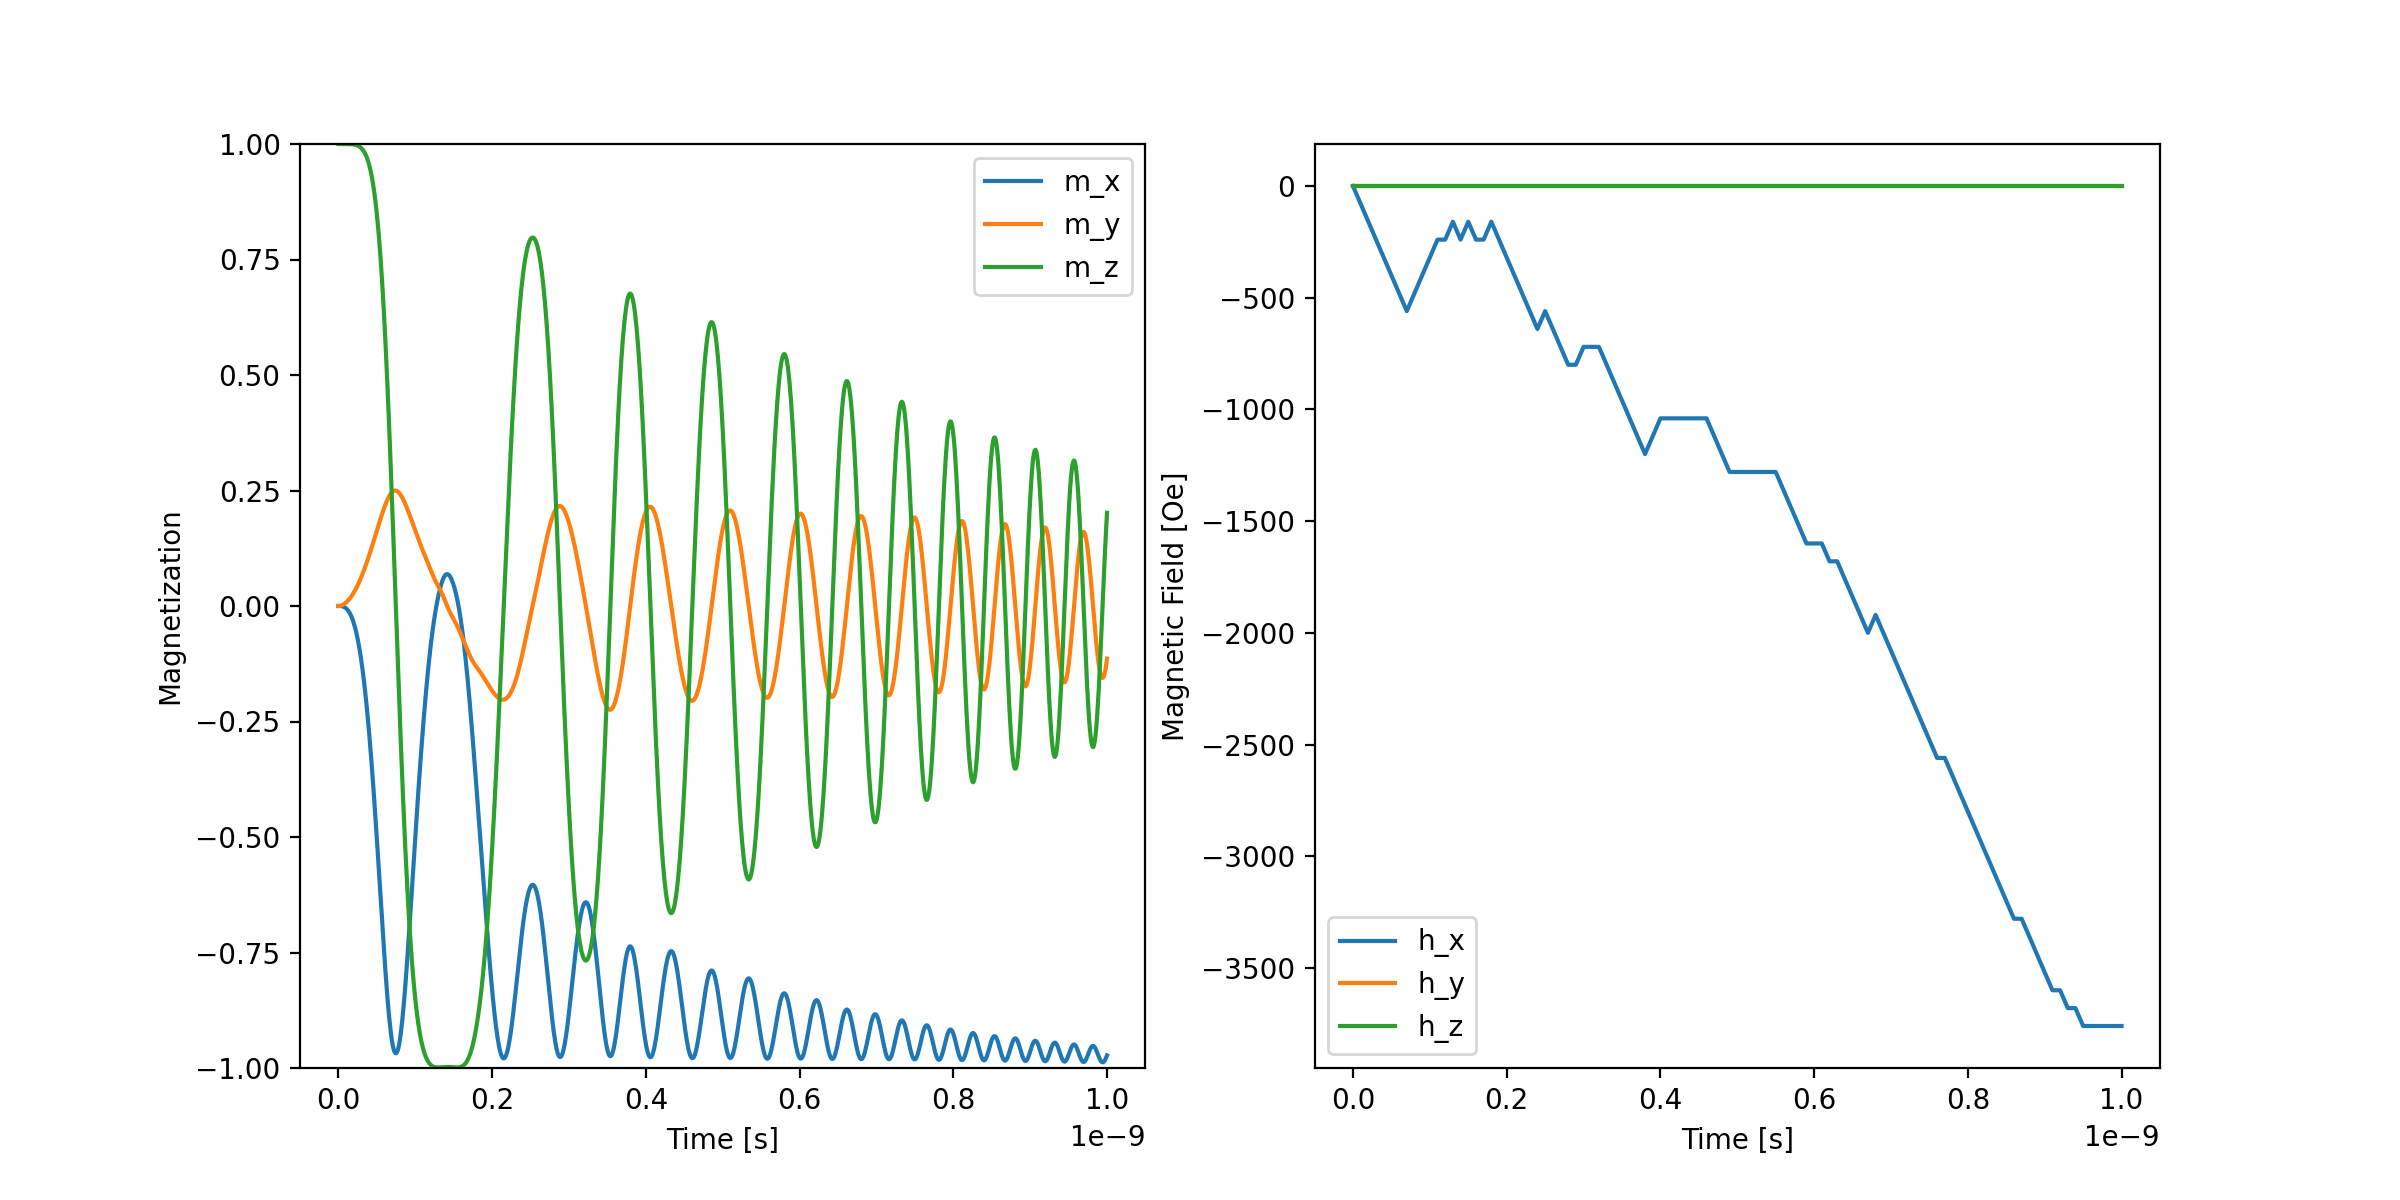 1.00
0.75
0.50
0.25
0.00
−0.25
−0.50
−0.75
−1.00
Magnetization
m_x
m_y
m_z
0.0 0.2 0.4 0.6 0.8 1.0
1e−9
Time [s]
0
−500
−1000
−1500
−2000
−2500
−3000
−3500
Magnetic Field [Oe]
h_x
h_y
h_z
0.0 0.2 0.4 0.6 0.8 1.0
1e−9
Time [s]